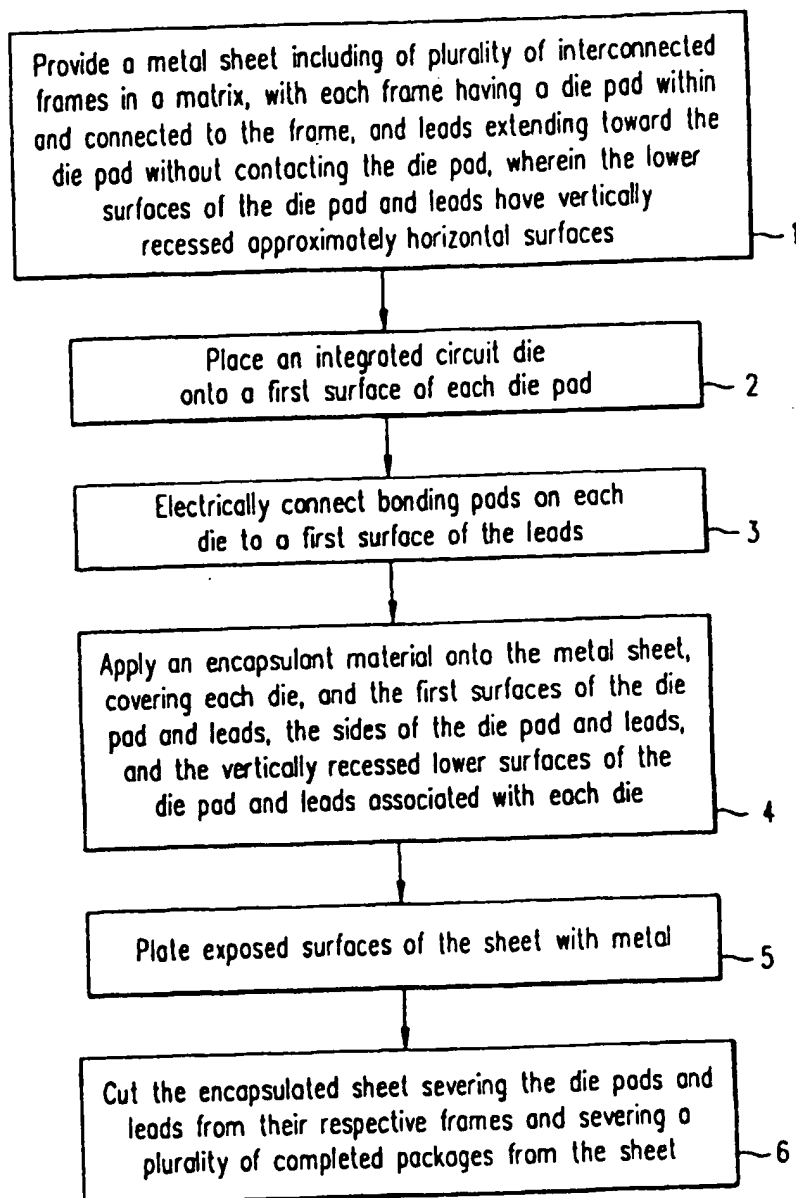 Provide a metal sheet including of plurality of interconnected
frames in a matrix, with each frame having a die pad within
and connected to the frame, and leads extending toward the
die pad without contacting the die pad, wherein the lower
surfaces of the die pad and leads have vertically
recessed approximately horizontal surfaces
1
Place an integrated circuit die
onto a first surface of each die pad
2
Electrically connect bonding pads on each
die to a first surface of the leads
3
Apply an encapsulant material onto the metal sheet,
covering each die, and the first surfaces of the die
pad and leads, the sides of the die pad and leads,
and the vertically recessed lower surfaces of the
die pad and leads associated with each die
4
Plate exposed surfaces of the sheet with metal
5
Cut the encapsulated sheet severing the die pads and
leads from their respective frames and severing a
plurality of completed packages from the sheet
6